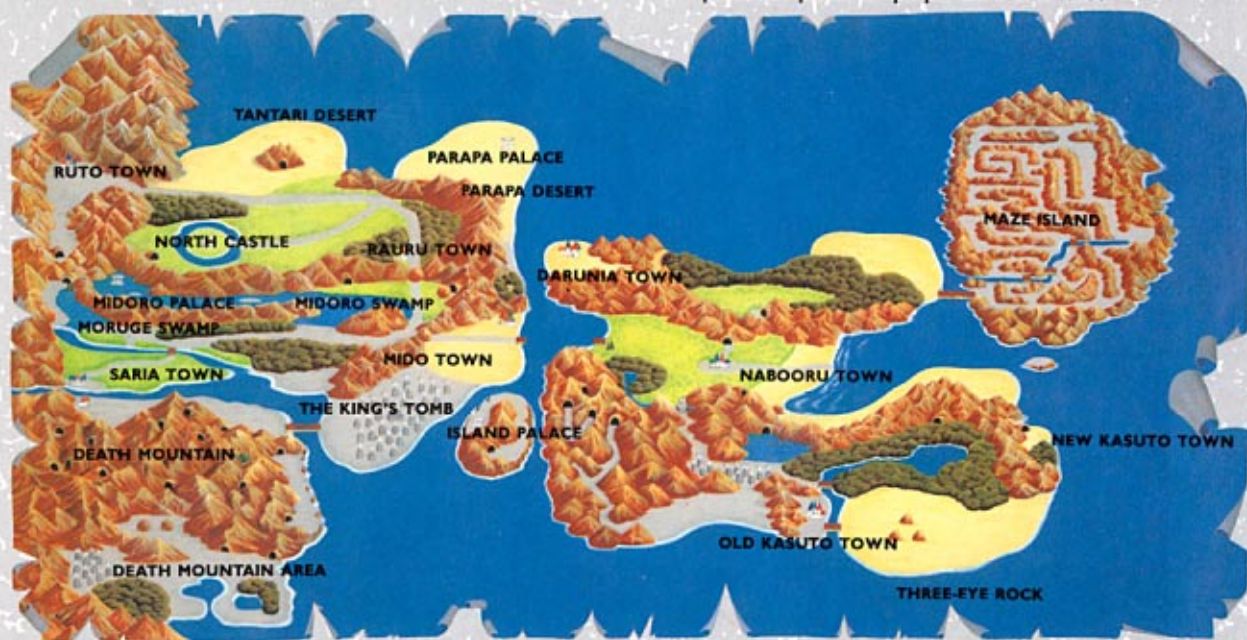 TANTARI DESERT
PARAPA PALACE
RUTO TOWN
PARAPA DESERT
MAZE ISLAND
NORTH CASTLE
RAURU TOWN
DARUNIA TOWN
MIDORO PALACE
MIDORO SWAMP
MORUGE SWAMP
MIDO TOWN
SARIA TOWN
NABOORU TOWN
THE KING'S TOMB
ISLAND PALACE
NEW KASUTO TOWN
DEATH MOUNTAIN
OLD KASUTO TOWN
DEATH MOUNTAIN AREA
THREE-EYE ROCK